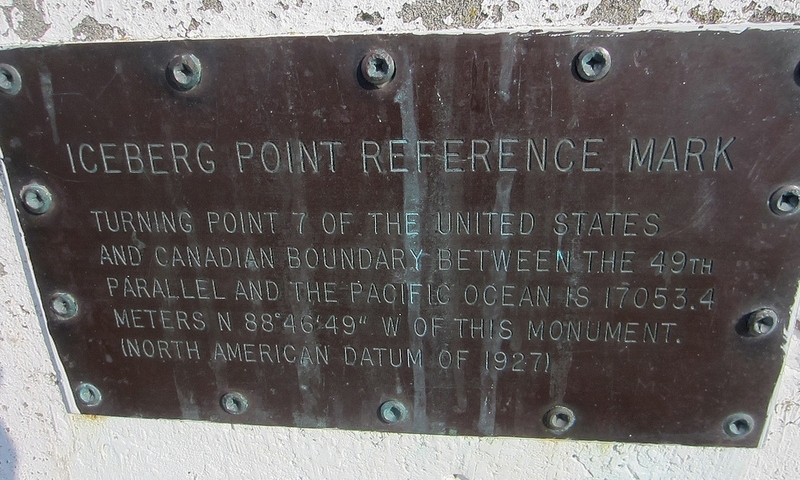 ICEBERG POINT REFERENCE MARK
TURNING POINT 7 OF THE UNITED STATES
AND CANADIAN BOUNDARY BETWEEN THE 49TH
PARALLEL AND THE PACIFIC OCEAN IS 17053.4
METERS N 88°46'49" W OF THIS MONUMENT.
(NORTH AMERICAN DATUM OF 1927)